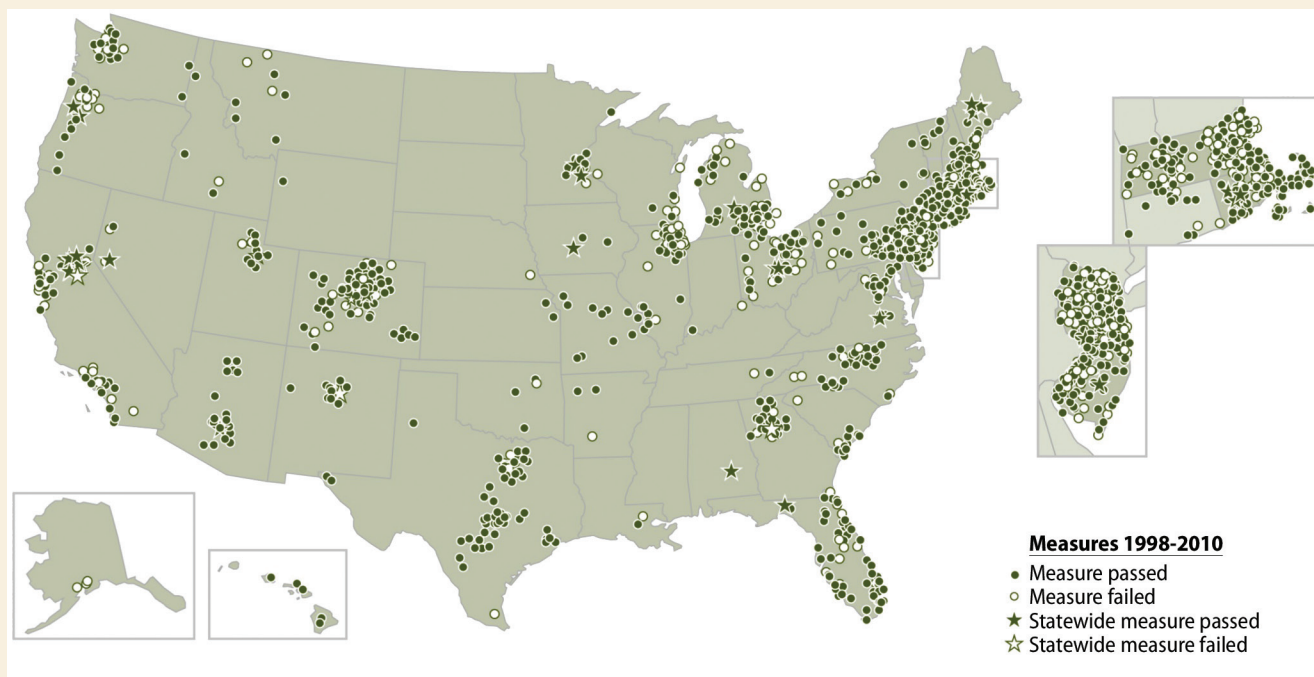 Measures 1998-2010
Measure passed
Measure failed
Statewide measure passed
Statewide measure failed